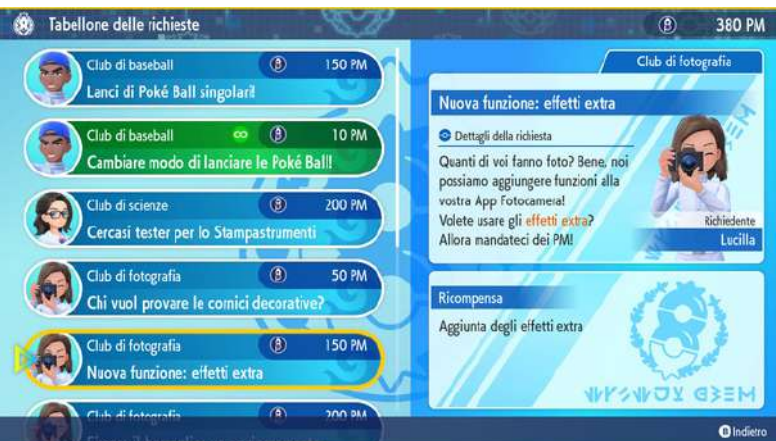 Tabellone delle richieste
380 PM
Club di baseball 150 PM
Lanci di Poké Ball singolari!
Club di baseball 10 PM
Cambiare modo di lanciare le Poké Ball!
Club di scienze 200 PM
Cercasi tester per lo Stampastrumenti
Club di fotografia 50 PM
Chi vuol provare le cornici decorative?
Club di fotografia 150 PM
Nuova funzione: effetti extra
Club di fotografia 200 PM
Club di fotografia
Nuova funzione: effetti extra
Dettagli della richiesta
Quanti di voi fanno foto? Bene, noi
possiamo aggiungere funzioni alla
vostra App Fotocamera!
Volete usare gli effetti extra?
Allora mandateci dei PM!
Richiedente
Lucilla
Ricompensa
Aggiunta degli effetti extra
B Indietro